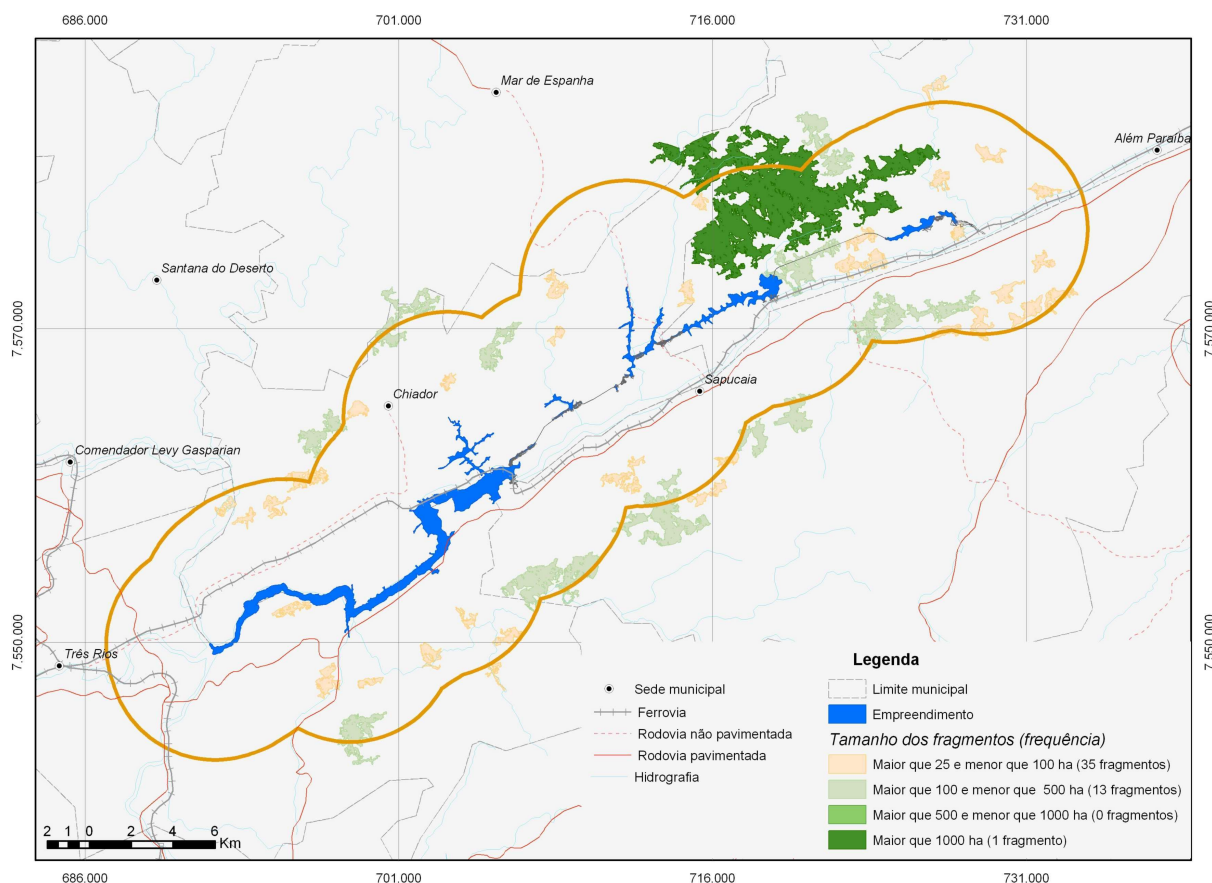 686.000 701.000 716.000 731.000
Mar de Espanha
Além Paraíba
Santana do Deserto
7.570.000 7.570.000
Sapucaia
Chiador
Comendador Levy Gasparian
7.550.000 7.550.000
Três Rios
Legenda
Sede municipal
Ferrovia
Rodovia não pavimentada
Rodovia pavimentada
Hidrografia
Limite municipal
Empreendimento
Tamanho dos fragmentos (frequência)
Maior que 25 e menor que 100 ha (35 fragmentos)
Maior que 100 e menor que 500 ha (13 fragmentos)
Maior que 500 e menor que 1000 ha (0 fragmentos)
Maior que 1000 ha (1 fragmento)
2 1 0 2 4 6
Km
686.000 701.000 716.000 731.000